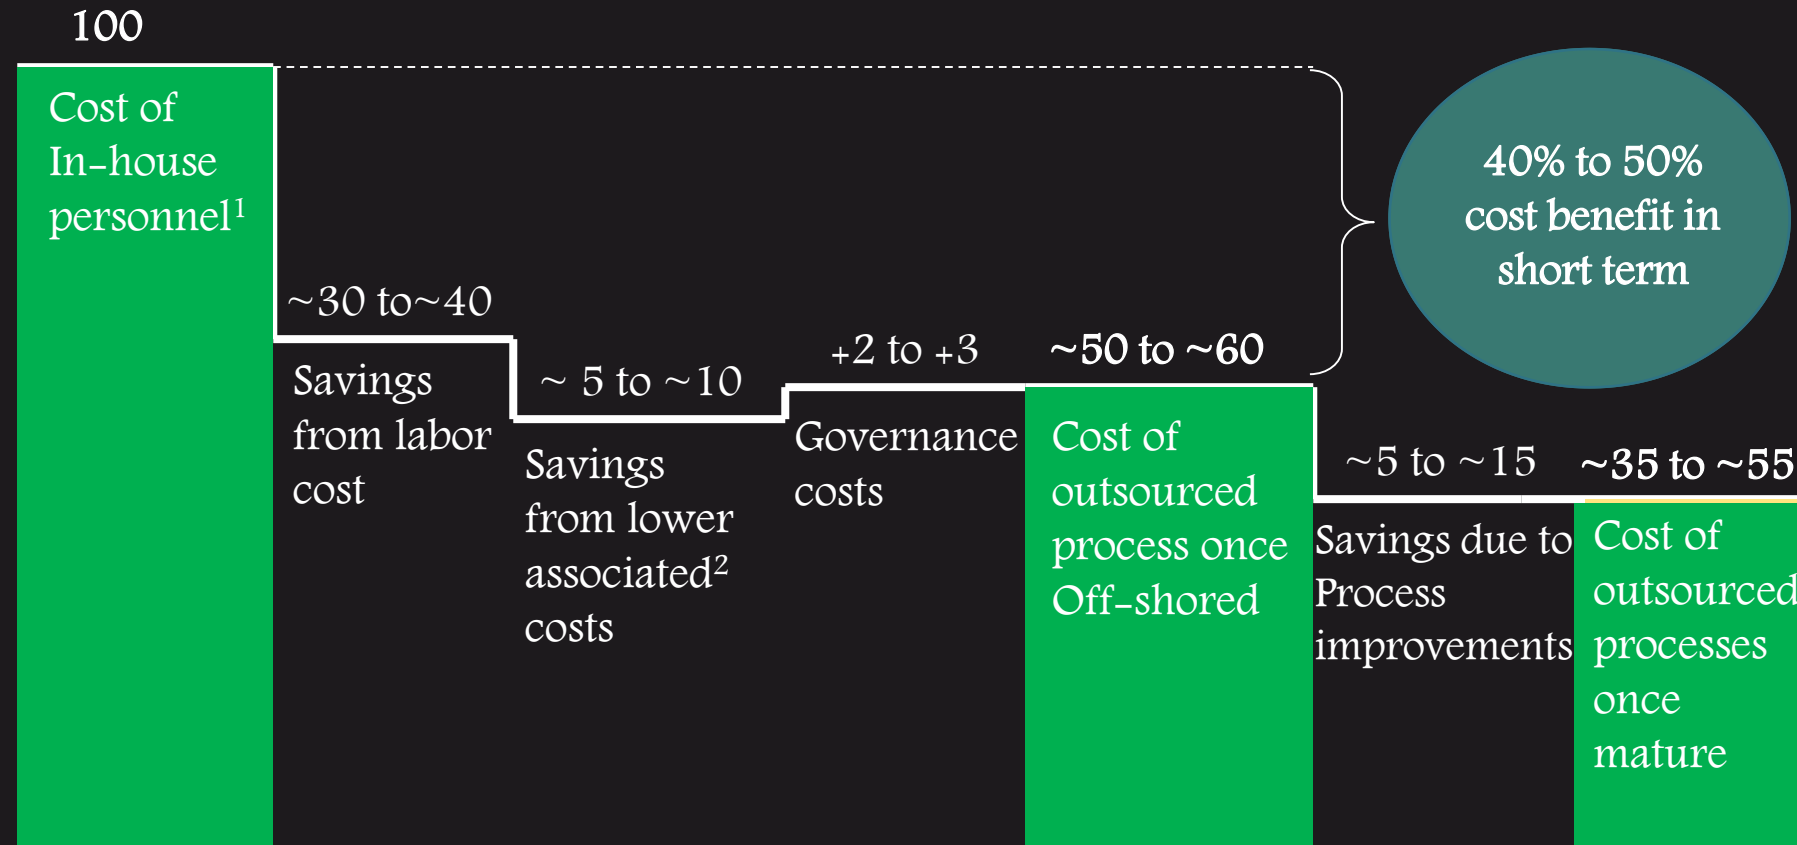 100
Cost of
In-house
personnel¹
~30 to~40
Savings
from labor
cost
~ 5 to ~10
Savings
from lower
associated²
costs
+2 to +3
Governance
costs
~50 to ~60
Cost of
outsourced
process once
Off-shored
40% to 50%
cost benefit in
short term
~5 to ~15
Savings due to
Process
improvements
~35 to ~55
Cost of
outsourced
processes
once
mature